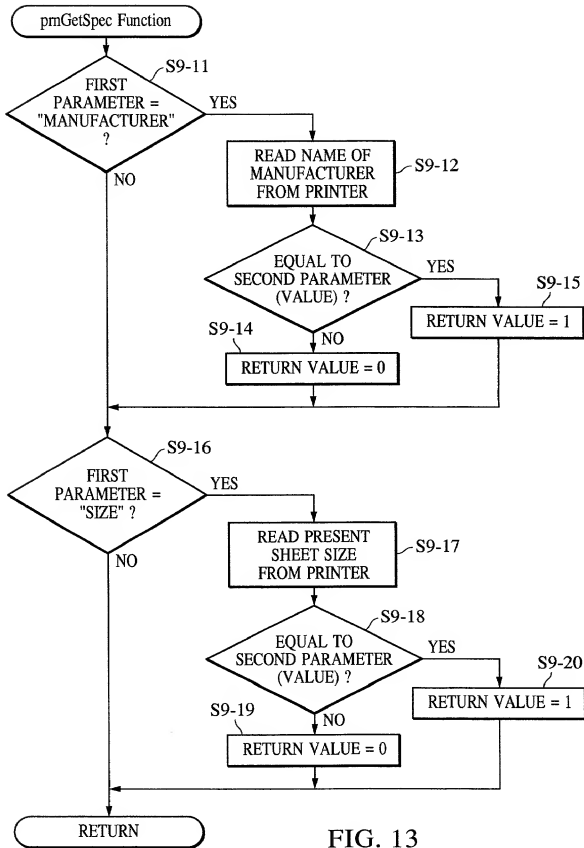 prnGetSpec Function
S9-11
FIRST
PARAMETER =
"MANUFACTURER"
?
YES
NO
READ NAME OF
MANUFACTURER
FROM PRINTER
S9-12
S9-13
EQUAL TO
SECOND PARAMETER
(VALUE) ?
YES
S9-15
RETURN VALUE = 1
S9-14
NO
RETURN VALUE = 0
S9-16
FIRST
PARAMETER =
"SIZE" ?
YES
NO
READ PRESENT
SHEET SIZE
FROM PRINTER
S9-17
S9-18
EQUAL TO
SECOND PARAMETER
(VALUE) ?
YES
S9-20
RETURN VALUE = 1
S9-19
NO
RETURN VALUE = 0
RETURN
FIG. 13